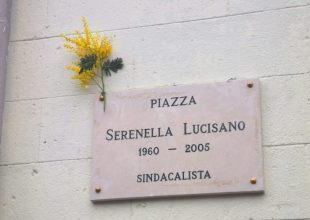 PIAZZA
SERENELLA LUCISANO
1960 – 2005
SINDACALISTA